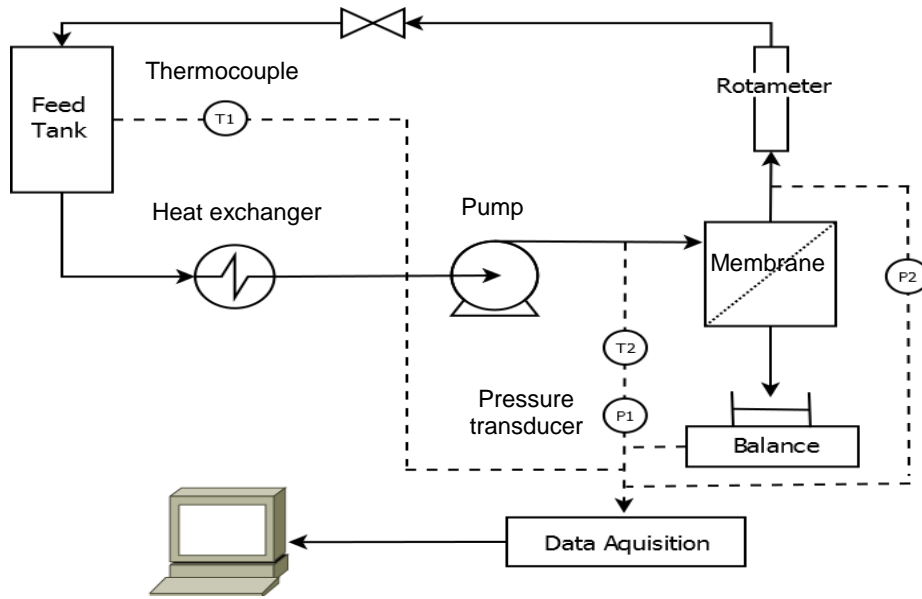 Thermocouple
Rotameter
Feed
Tank
T1
Heat exchanger
Pump
Membrane
P2
T2
Pressure
transducer
P1
Balance
Data Aquisition